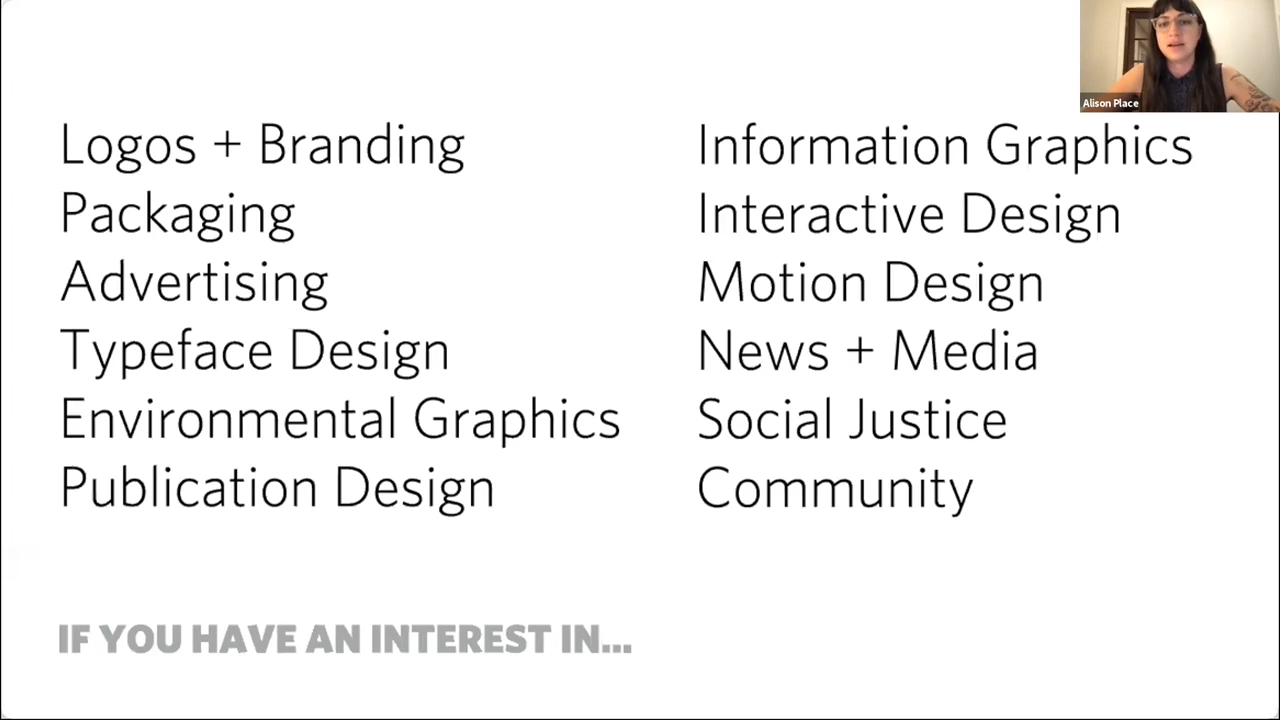 Alison Place
Logos + Branding
Packaging
Advertising
Typeface Design
Environmental Graphics
Publication Design
Information Graphics
Interactive Design
Motion Design
News + Media
Social Justice
Community
IF YOU HAVE AN INTEREST IN...